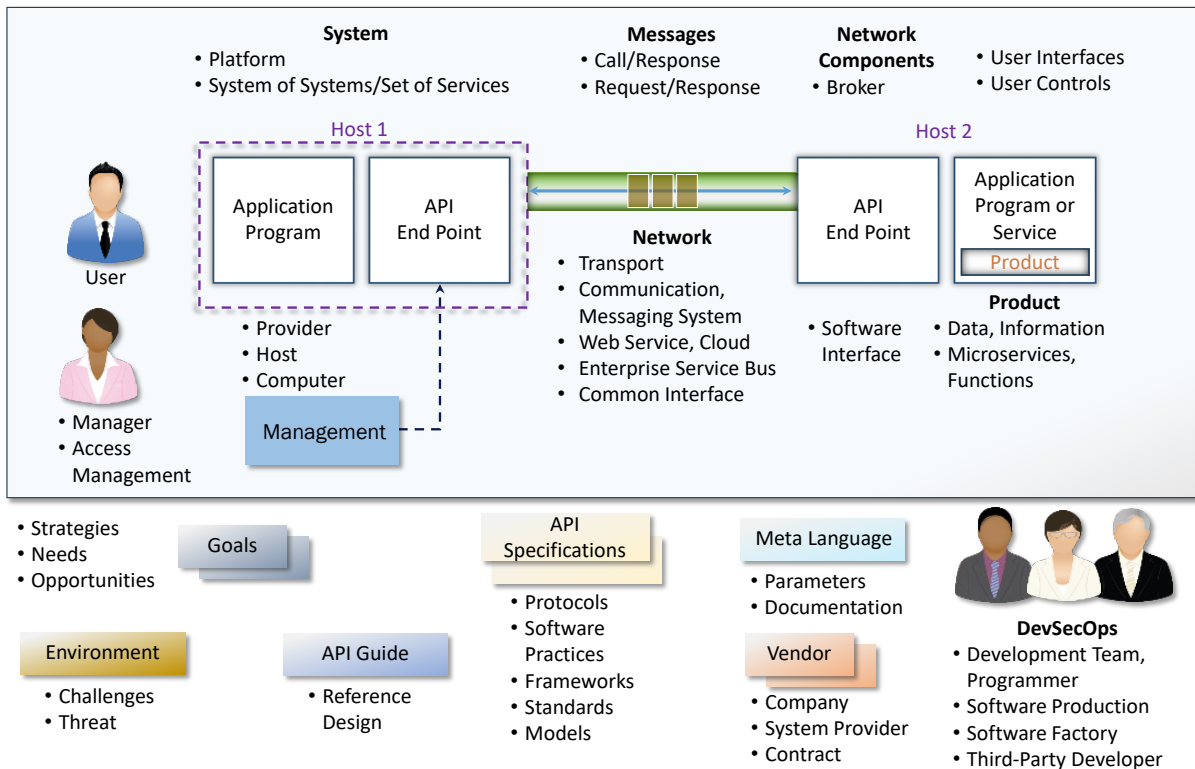 System
• Platform
• System of Systems/Set of Services
Messages
• Call/Response
• Request/Response
Network
Components
• Broker
• User Interfaces
• User Controls
Host 1
Host 2
User
Application
Program
API
End Point
API
End Point
Application
Program or
Service
Product
• Manager
• Access
Management
• Provider
• Host
• Computer
Management
Network
• Transport
• Communication,
Messaging System
• Web Service, Cloud
• Enterprise Service Bus
• Common Interface
• Software
Interface
Product
• Data, Information
• Microservices,
Functions
• Strategies
• Needs
• Opportunities
Goals
API
Specifications
• Protocols
• Software
Practices
• Frameworks
• Standards
• Models
Meta Language
• Parameters
• Documentation
Environment
• Challenges
• Threat
API Guide
• Reference
Design
Vendor
• Company
• System Provider
• Contract
DevSecOps
• Development Team,
Programmer
• Software Production
• Software Factory
• Third-Party Developer